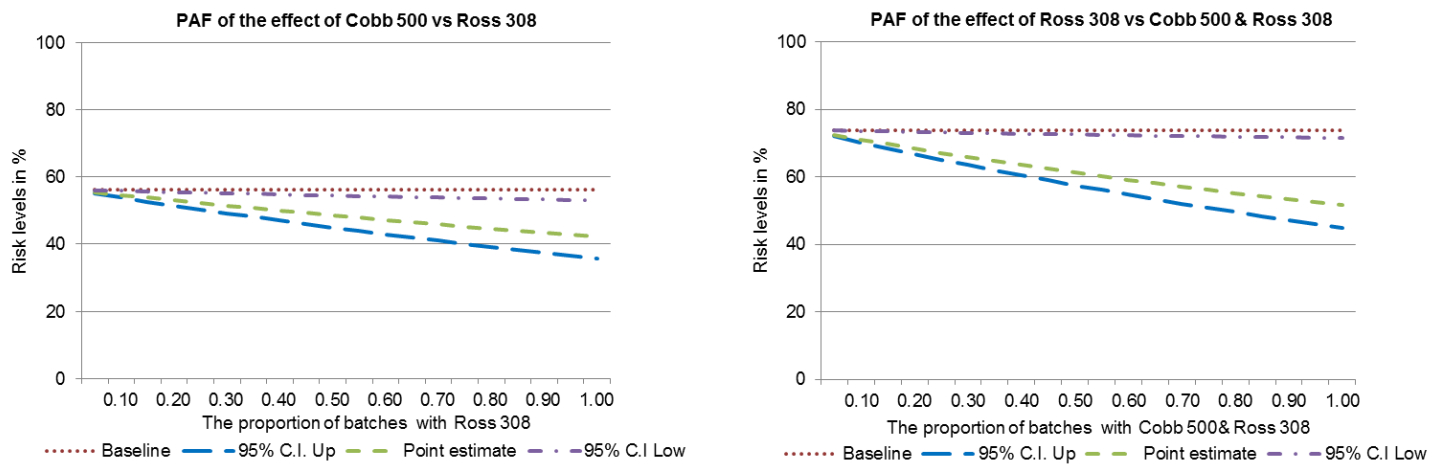 PAF of the effect of Cobb 500 vs Ross 308
100
80
60
40
20
0
Risk levels in %
0.10 0.20 0.30 0.40 0.50 0.60 0.70 0.80 0.90 1.00
The proportion of batches with Ross 308
Baseline 95% C.I. Up Point estimate 95% C.I Low
PAF of the effect of Ross 308 vs Cobb 500 & Ross 308
100
80
60
40
20
0
Risk levels in %
0.10 0.20 0.30 0.40 0.50 0.60 0.70 0.80 0.90 1.00
The proportion of batches with Cobb 500& Ross 308
Baseline 95% C.I. Up Point estimate 95% C.I Low